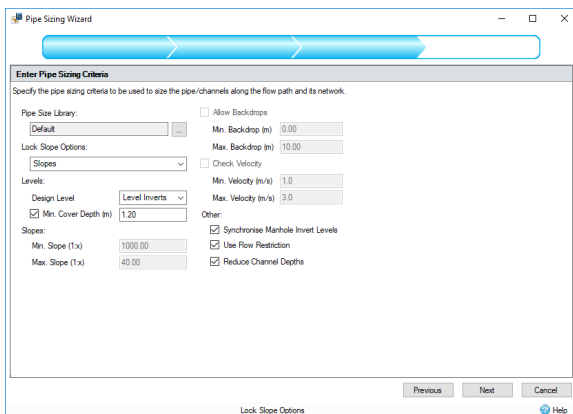 Pipe Sizing Wizard
Enter Pipe Sizing Criteria
Specify the pipe sizing criteria to be used to size the pipe/channels along the flow path and its network.
Pipe Size Library:
Default
...
Lock Slope Options:
Slopes
Levels:
Design Level Level Inverts
Min. Cover Depth (m) 1.20
Slopes:
Min. Slope (1:x) 1000.00
Max. Slope (1:x) 40.00
Allow Backdrops
Min. Backdrop (m) 0.00
Max. Backdrop (m) 10.00
Check Velocity
Min. Velocity (m/s) 1.0
Max. Velocity (m/s) 3.0
Other:
Synchronise Manhole Invert Levels
Use Flow Restriction
Reduce Channel Depths
Previous Next Cancel
Lock Slope Options Help